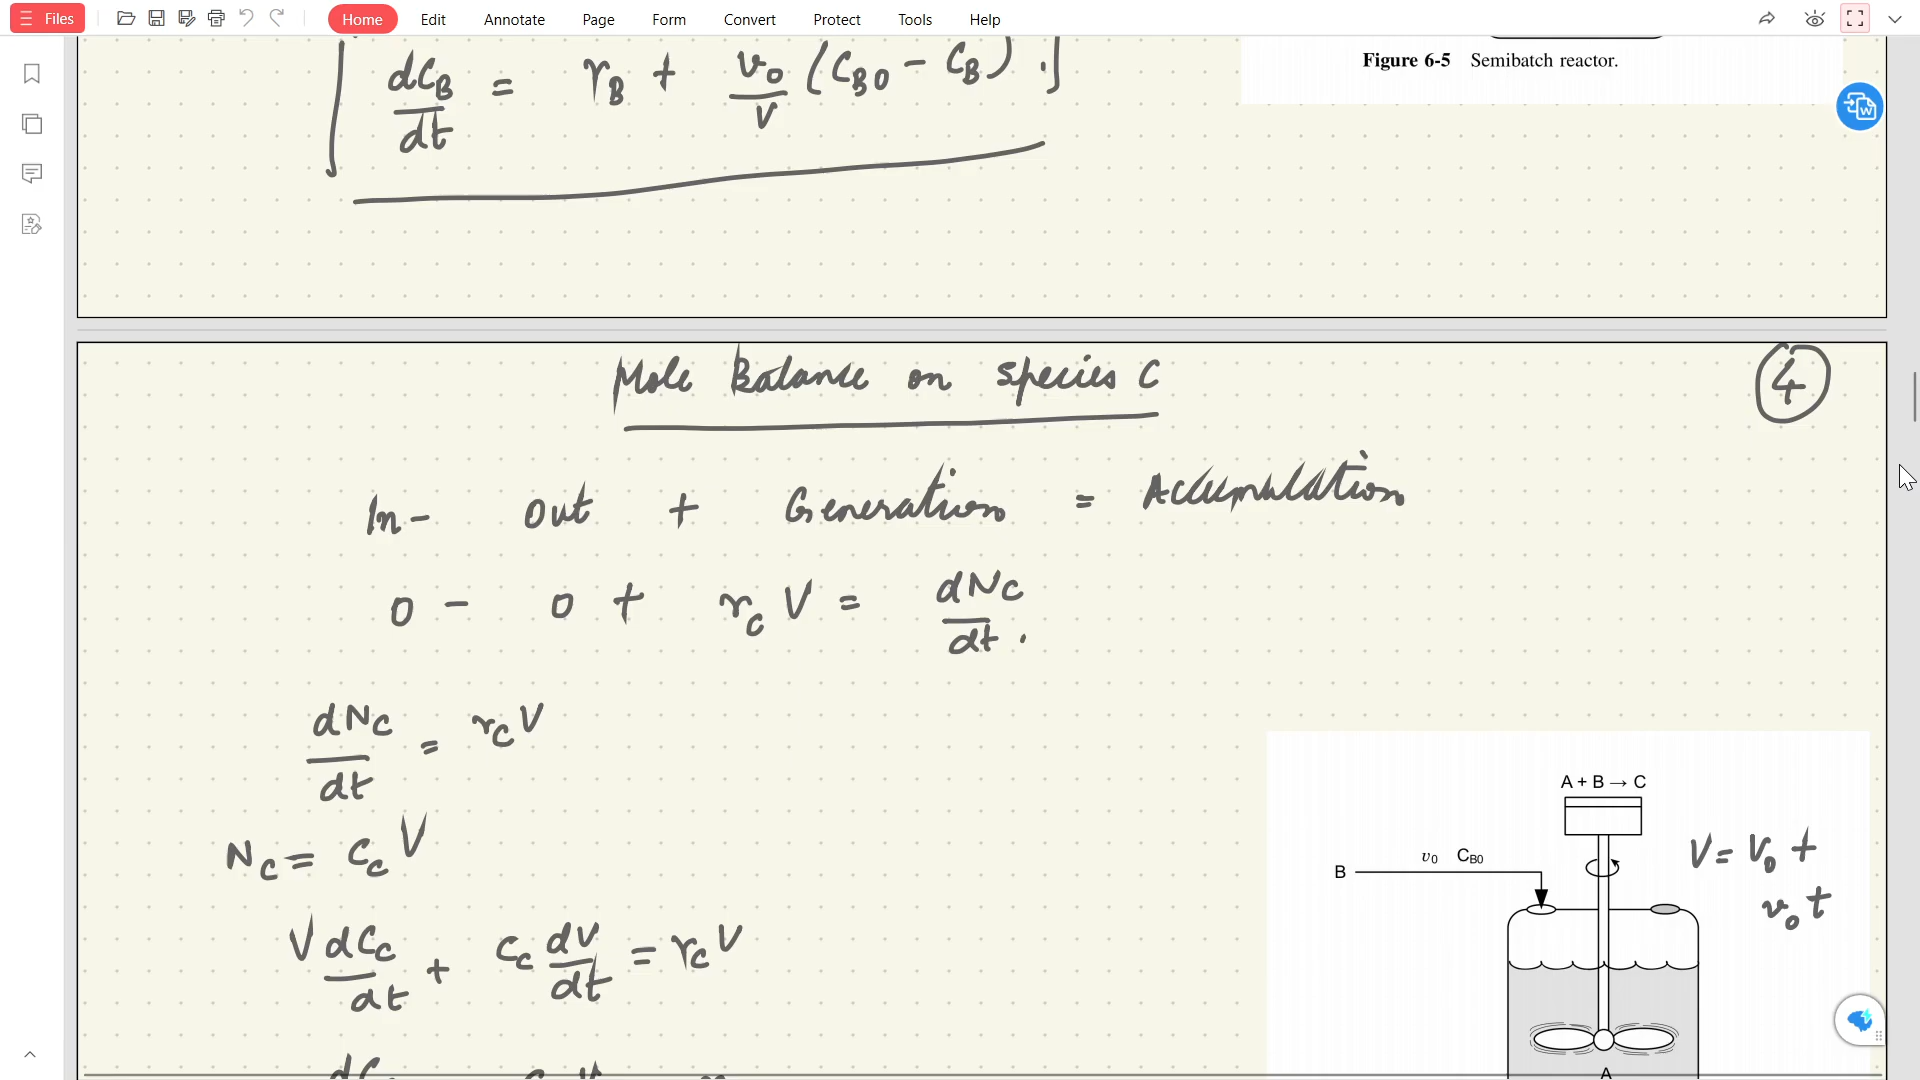 Files Home Edit Annotate Page Form Convert Protect Tools Help
dC_B/dt = r_B + v_0/V (C_B0 - C_B).]
Figure 6-5 Semibatch reactor.
Mole Balance on species C
4
In - Out + Generation = Accumulation
0 - 0 + r_c V = dN_C/dt.
dN_C/dt = r_C V
N_C = C_C V
V dC_C/dt + C_C dV/dt = r_C V
A + B → C
B v_0 C_B0
V = V_0 +
v_0 t
A